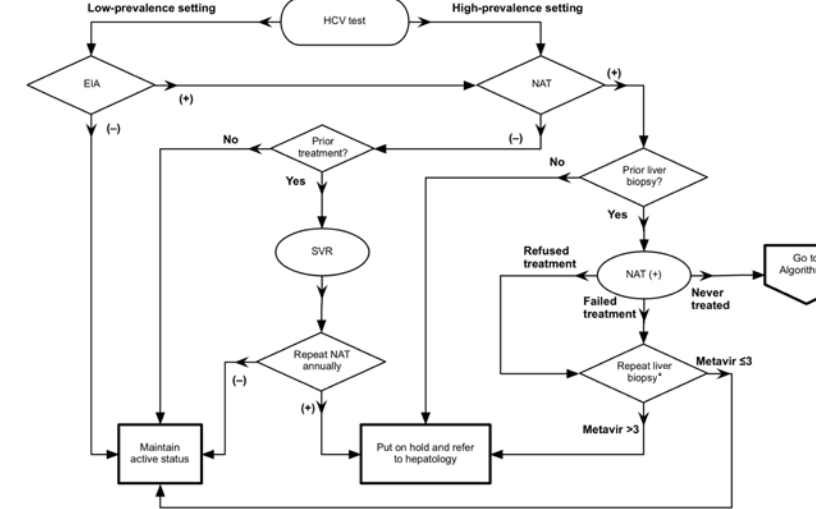 Low-prevalence setting
HCV test
High-prevalence setting
EIA
(+)
NAT
(+)
(–)
(–)
No
Prior
treatment?
Yes
No
Prior liver
biopsy?
Yes
SVR
Refused
treatment
NAT (+)
Go to
Never
treated
Failed
treatment
Repeat NAT
annually
(–)
(+)
Repeat liver
biopsy*
Metavir ≤3
Metavir >3
Maintain
active status
Put on hold and refer
to hepatology